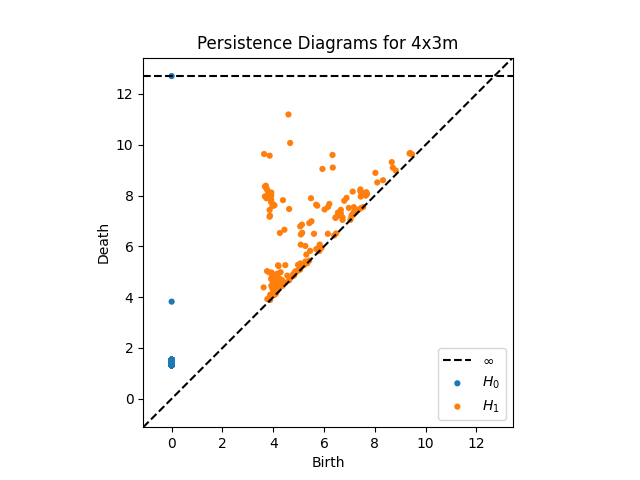 Persistence Diagrams for 4x3m
Death
12
10
8
6
4
2
0
∞
H₀
H₁
0 2 4 6 8 10 12
Birth